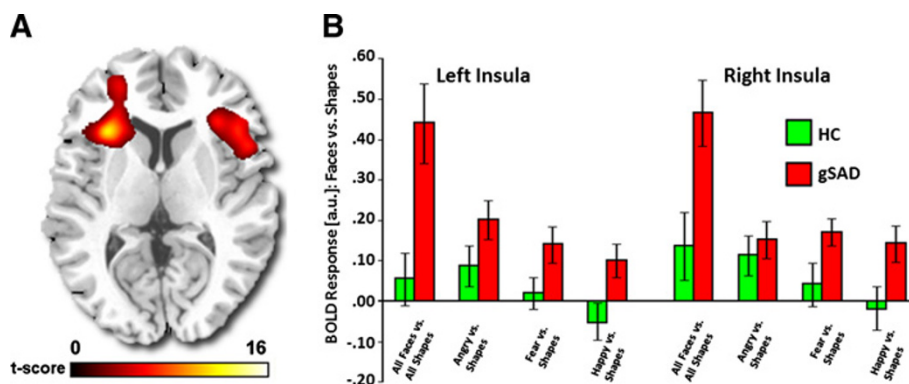 A
0 16
t-score
B
BOLD Response [a.u.]: Faces vs. Shapes
.60
.50
.40
.30
.20
.10
.00
-.10
-.20
Left Insula
Right Insula
HC
gSAD
All Faces vs.
All Shapes
Angry vs.
Shapes
Fear vs.
Shapes
Happy vs.
Shapes
All Faces vs.
All Shapes
Angry vs.
Shapes
Fear vs.
Shapes
Happy vs.
Shapes